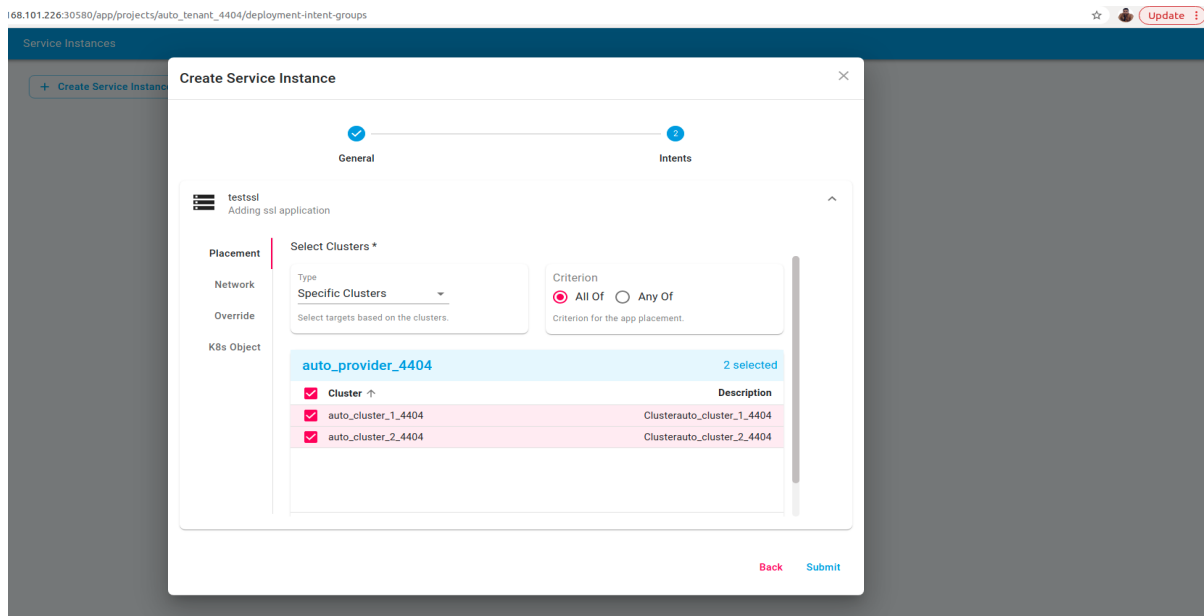 168.101.226:30580/app/projects/auto_tenant_4404/deployment-intent-groups
Update
Service Instances
+ Create Service Instance
Create Service Instance
2
General
Intents
testssl
Adding ssl application
Placement
Network
Override
K8s Object
Select Clusters *
Type
Specific Clusters
Select targets based on the clusters.
Criterion
All Of Any Of
Criterion for the app placement.
auto_provider_4404 2 selected
Cluster Description
auto_cluster_1_4404 Clusterauto_cluster_1_4404
auto_cluster_2_4404 Clusterauto_cluster_2_4404
Back Submit